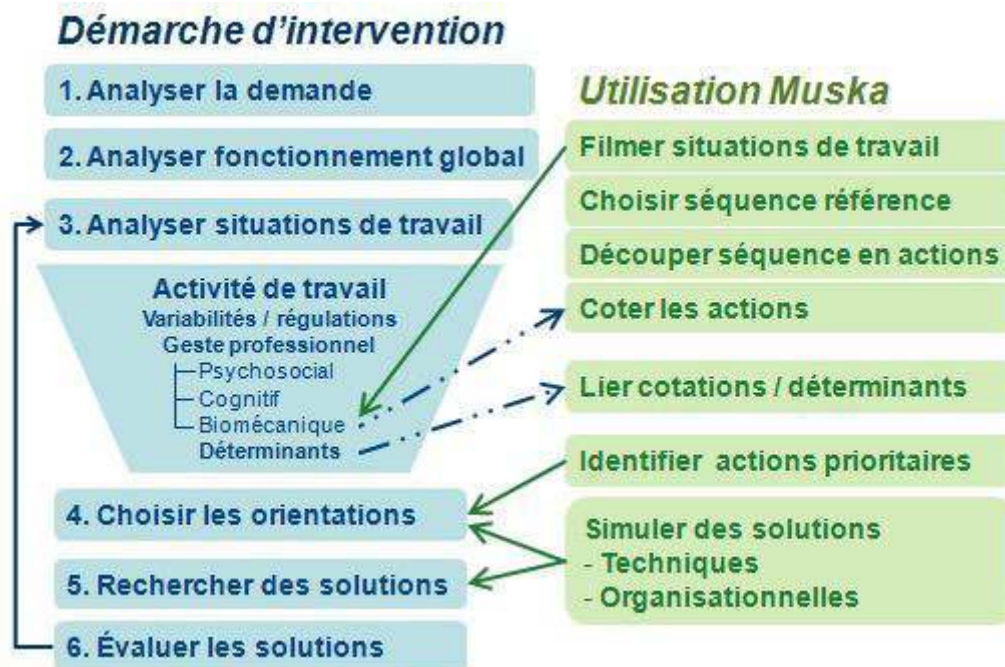 Démarche d'intervention
1. Analyser la demande
2. Analyser fonctionnement global
3. Analyser situations de travail
Activité de travail
Variabilités / régulations
Geste professionnel
Psychosocial
Cognitif
Biomécanique
Déterminants
4. Choisir les orientations
5. Rechercher des solutions
6. Évaluer les solutions
Utilisation Muska
Filmer situations de travail
Choisir séquence référence
Découper séquence en actions
Coter les actions
Lier cotations / déterminants
Identifier actions prioritaires
Simuler des solutions
- Techniques
- Organisationnelles